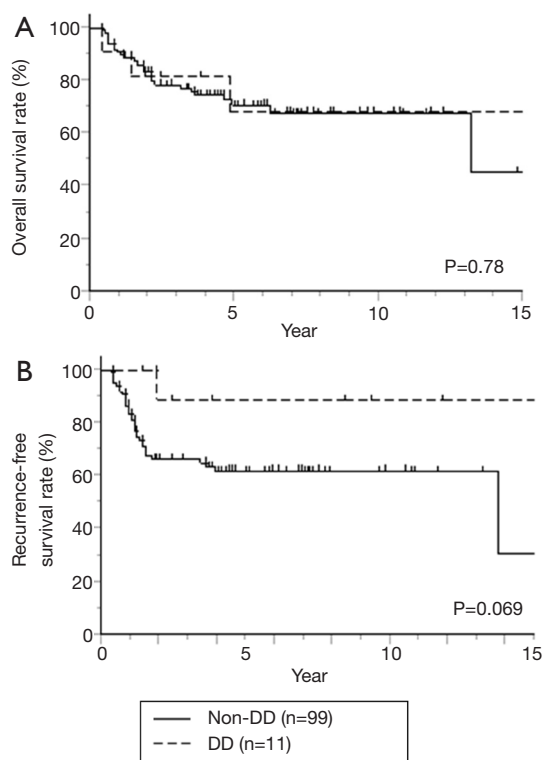 A
Overall survival rate (%)
100
80
60
40
20
0
0
5
10
15
Year
P=0.78
B
Recurrence-free
survival rate (%)
100
80
60
40
20
0
0
5
10
15
Year
P=0.069
Non-DD (n=99)
DD (n=11)